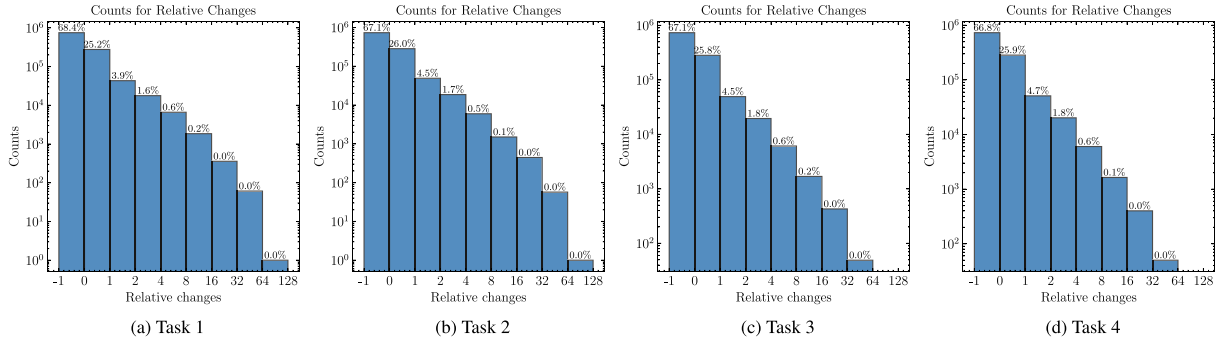 Counts for Relative Changes
10^6
10^5
10^4
10^3
10^2
10^1
10^0
Counts
68.4%
25.2%
3.9%
1.6%
0.6%
0.2%
0.0%
0.0%
0.0%
-1 0 1 2 4 8 16 32 64 128
Relative changes
(a) Task 1
Counts for Relative Changes
10^6
10^5
10^4
10^3
10^2
10^1
10^0
Counts
67.1%
26.0%
4.5%
1.7%
0.5%
0.1%
0.0%
0.0%
0.0%
-1 0 1 2 4 8 16 32 64 128
Relative changes
(b) Task 2
Counts for Relative Changes
10^6
10^5
10^4
10^3
10^2
Counts
67.1%
25.8%
4.5%
1.8%
0.6%
0.2%
0.0%
0.0%
-1 0 1 2 4 8 16 32 64 128
Relative changes
(c) Task 3
Counts for Relative Changes
10^6
10^5
10^4
10^3
10^2
Counts
66.8%
25.9%
4.7%
1.8%
0.6%
0.1%
0.0%
0.0%
-1 0 1 2 4 8 16 32 64 128
Relative changes
(d) Task 4